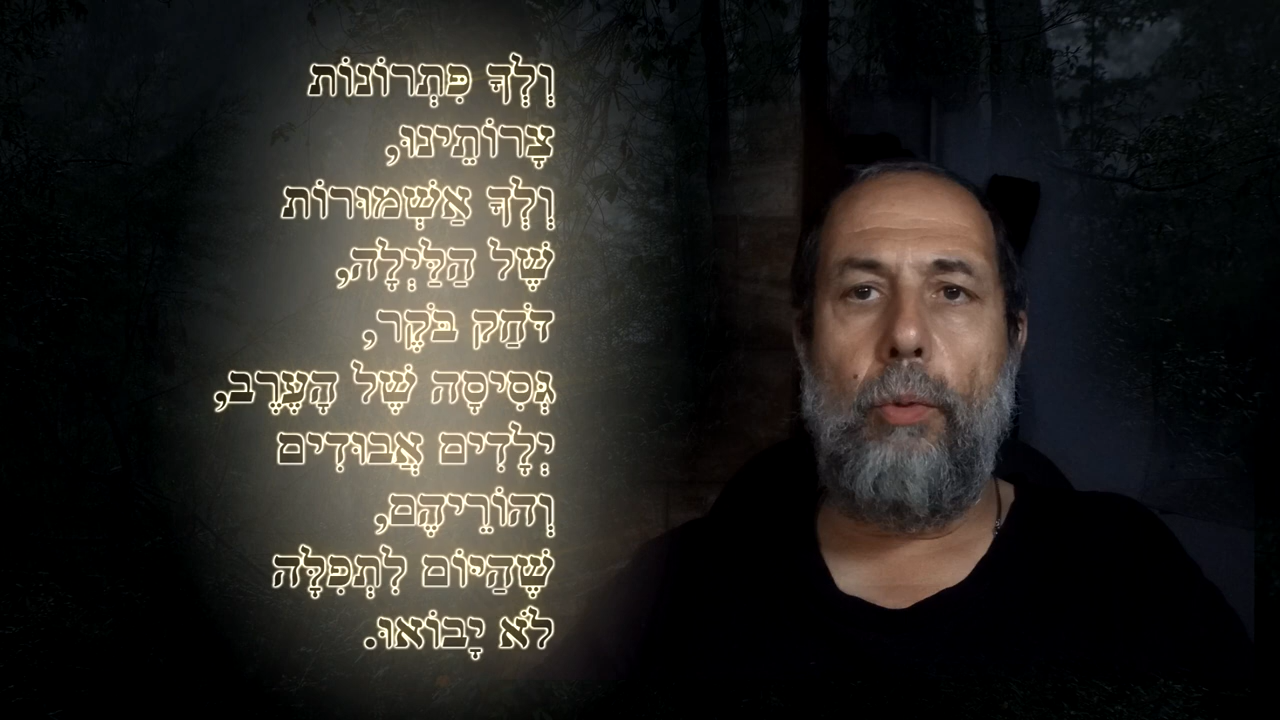 וְלְךָּ כִּתְרוֹנוֹת
צָרוֹתֵינוּ,
וְלְךָּ אַשְׁמוּרוֹת
שֶׁל הַלַּיְלָה,
דֹּחַק בֹּקֶר,
גְּסִיסָה שֶׁל הָעֶרֶב,
יְלָדִים אֲבוּדִים
וְהוֹרֵיהֶם,
שֶׁהַיּוֹם לִתְפִלָּה
לֹא יָבוֹאוּ.